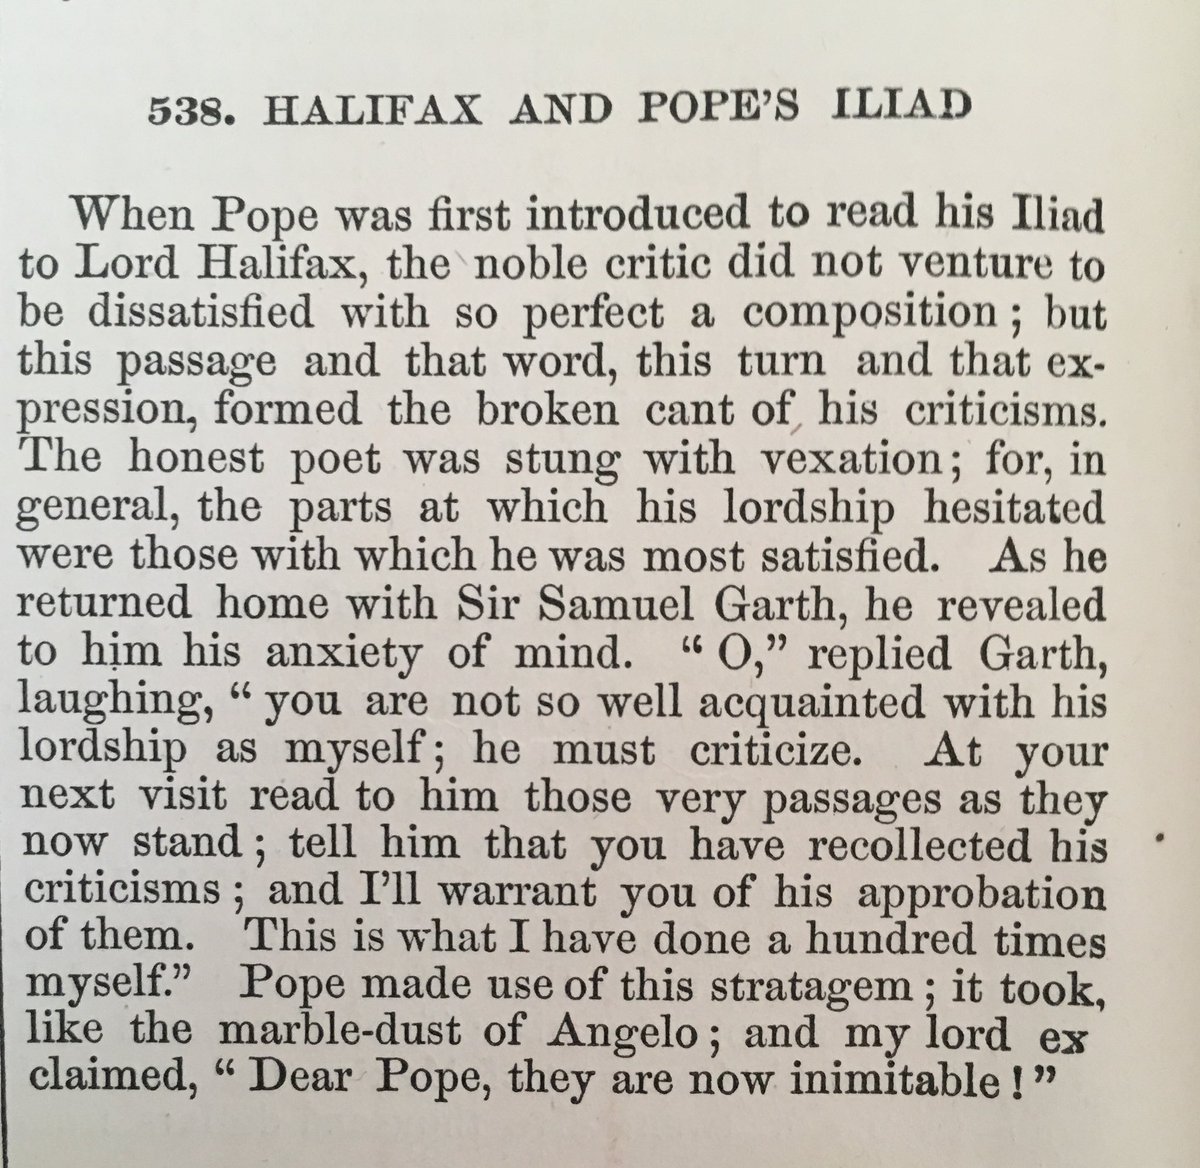 538. HALIFAX AND POPE'S ILIAD
When Pope was first introduced to read his Iliad
to Lord Halifax, the noble critic did not venture to
be dissatisfied with so perfect a composition; but
this passage and that word, this turn and that ex-
pression, formed the broken cant of his criticisms.
The honest poet was stung with vexation; for, in
general, the parts at which his lordship hesitated
were those with which he was most satisfied. As he
returned home with Sir Samuel Garth, he revealed
to him his anxiety of mind. “O,” replied Garth,
laughing, “you are not so well acquainted with his
lordship as myself; he must criticize. At your
next visit read to him those very passages as they
now stand; tell him that you have recollected his
criticisms; and I'll warrant you of his approbation
of them. This is what I have done a hundred times
myself.” Pope made use of this stratagem; it took,
like the marble-dust of Angelo; and my lord ex
claimed, “Dear Pope, they are now inimitable!”